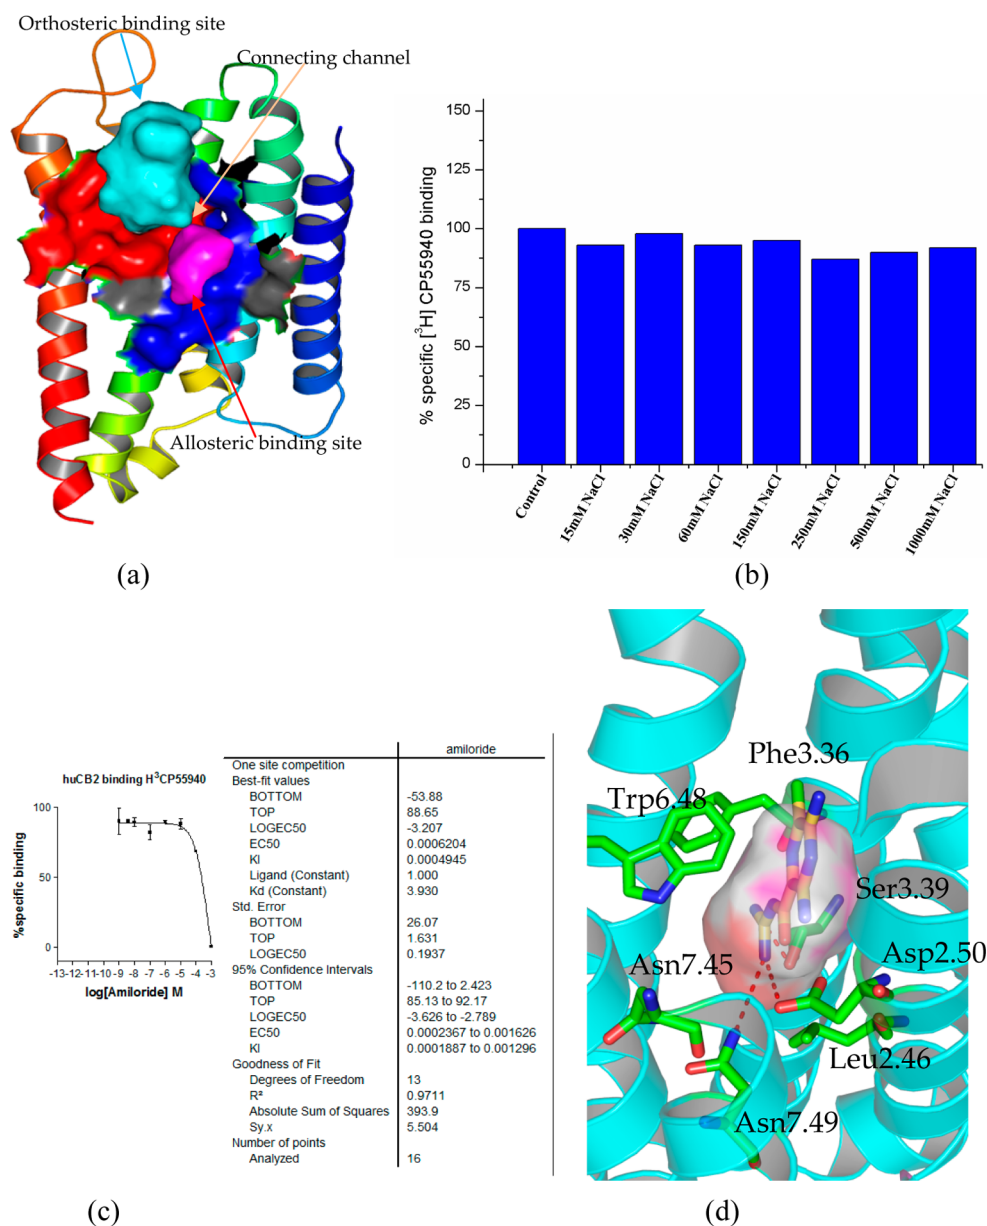 Orthosteric binding site
Connecting channel
Allosteric binding site
(a)
% specific [³H] CP55940 binding
150
125
100
75
50
25
0
Control
15mM NaCl
30mM NaCl
60mM NaCl
150mM NaCl
250mM NaCl
500mM NaCl
1000mM NaCl
(b)
huCB2 binding H³CP55940
%specific binding
100
50
0
-13 -12 -11 -10 -9 -8 -7 -6 -5 -4 -3
log[Amiloride] M
amiloride
One site competition
Best-fit values
BOTTOM -53.88
TOP 88.65
LOGEC50 -3.207
EC50 0.0006204
KI 0.0004945
Ligand (Constant) 1.000
Kd (Constant) 3.930
Std. Error
BOTTOM 26.07
TOP 1.631
LOGEC50 0.1937
95% Confidence Intervals
BOTTOM -110.2 to 2.423
TOP 85.13 to 92.17
LOGEC50 -3.626 to -2.789
EC50 0.0002367 to 0.001626
KI 0.0001887 to 0.001296
Goodness of Fit
Degrees of Freedom 13
R² 0.9711
Absolute Sum of Squares 393.9
Sy.x 5.504
Number of points
Analyzed 16
(c)
Phe3.36
Trp6.48
Ser3.39
Asn7.45
Asp2.50
Leu2.46
Asn7.49
(d)